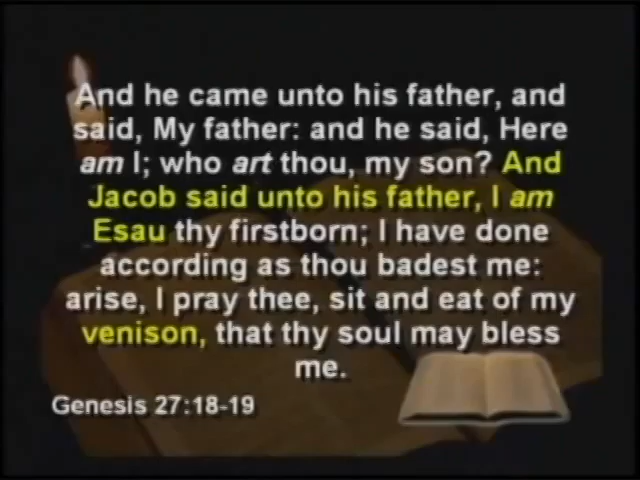 And he came unto his father, and
said, My father: and he said, Here
am I; who art thou, my son? And
Jacob said unto his father, I am
Esau thy firstborn; I have done
according as thou badest me:
arise, I pray thee, sit and eat of my
venison, that thy soul may bless
me.
Genesis 27:18-19